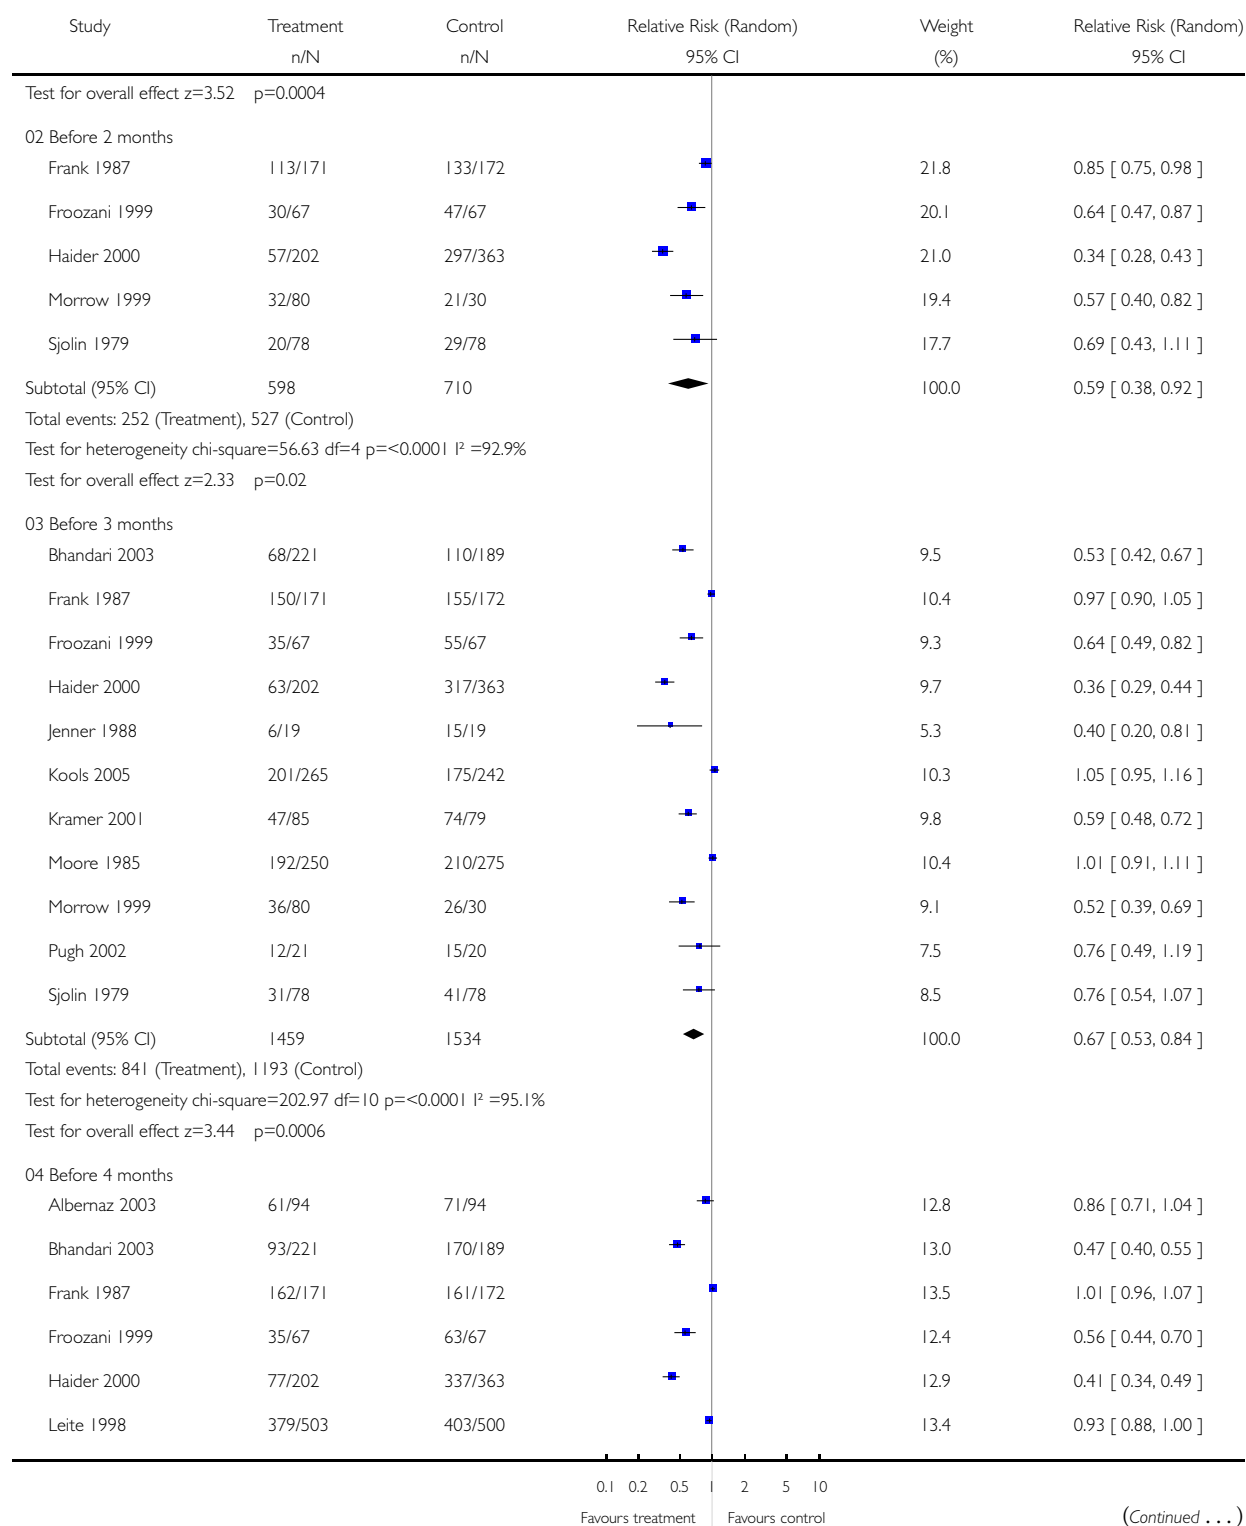 Study Treatment Control Relative Risk (Random) Weight Relative Risk (Random)
n/N n/N 95% CI (%) 95% CI
Test for overall effect z=3.52 p=0.0004
02 Before 2 months
Frank 1987 113/171 133/172 21.8 0.85 [ 0.75, 0.98 ]
Froozani 1999 30/67 47/67 20.1 0.64 [ 0.47, 0.87 ]
Haider 2000 57/202 297/363 21.0 0.34 [ 0.28, 0.43 ]
Morrow 1999 32/80 21/30 19.4 0.57 [ 0.40, 0.82 ]
Sjolin 1979 20/78 29/78 17.7 0.69 [ 0.43, 1.11 ]
Subtotal (95% CI) 598 710 100.0 0.59 [ 0.38, 0.92 ]
Total events: 252 (Treatment), 527 (Control)
Test for heterogeneity chi-square=56.63 df=4 p=<0.0001 I² =92.9%
Test for overall effect z=2.33 p=0.02
03 Before 3 months
Bhandari 2003 68/221 110/189 9.5 0.53 [ 0.42, 0.67 ]
Frank 1987 150/171 155/172 10.4 0.97 [ 0.90, 1.05 ]
Froozani 1999 35/67 55/67 9.3 0.64 [ 0.49, 0.82 ]
Haider 2000 63/202 317/363 9.7 0.36 [ 0.29, 0.44 ]
Jenner 1988 6/19 15/19 5.3 0.40 [ 0.20, 0.81 ]
Kools 2005 201/265 175/242 10.3 1.05 [ 0.95, 1.16 ]
Kramer 2001 47/85 74/79 9.8 0.59 [ 0.48, 0.72 ]
Moore 1985 192/250 210/275 10.4 1.01 [ 0.91, 1.11 ]
Morrow 1999 36/80 26/30 9.1 0.52 [ 0.39, 0.69 ]
Pugh 2002 12/21 15/20 7.5 0.76 [ 0.49, 1.19 ]
Sjolin 1979 31/78 41/78 8.5 0.76 [ 0.54, 1.07 ]
Subtotal (95% CI) 1459 1534 100.0 0.67 [ 0.53, 0.84 ]
Total events: 841 (Treatment), 1193 (Control)
Test for heterogeneity chi-square=202.97 df=10 p=<0.0001 I² =95.1%
Test for overall effect z=3.44 p=0.0006
04 Before 4 months
Albernaz 2003 61/94 71/94 12.8 0.86 [ 0.71, 1.04 ]
Bhandari 2003 93/221 170/189 13.0 0.47 [ 0.40, 0.55 ]
Frank 1987 162/171 161/172 13.5 1.01 [ 0.96, 1.07 ]
Froozani 1999 35/67 63/67 12.4 0.56 [ 0.44, 0.70 ]
Haider 2000 77/202 337/363 12.9 0.41 [ 0.34, 0.49 ]
Leite 1998 379/503 403/500 13.4 0.93 [ 0.88, 1.00 ]
0.1 0.2 0.5 1 2 5 10
Favours treatment Favours control (Continued . . . )